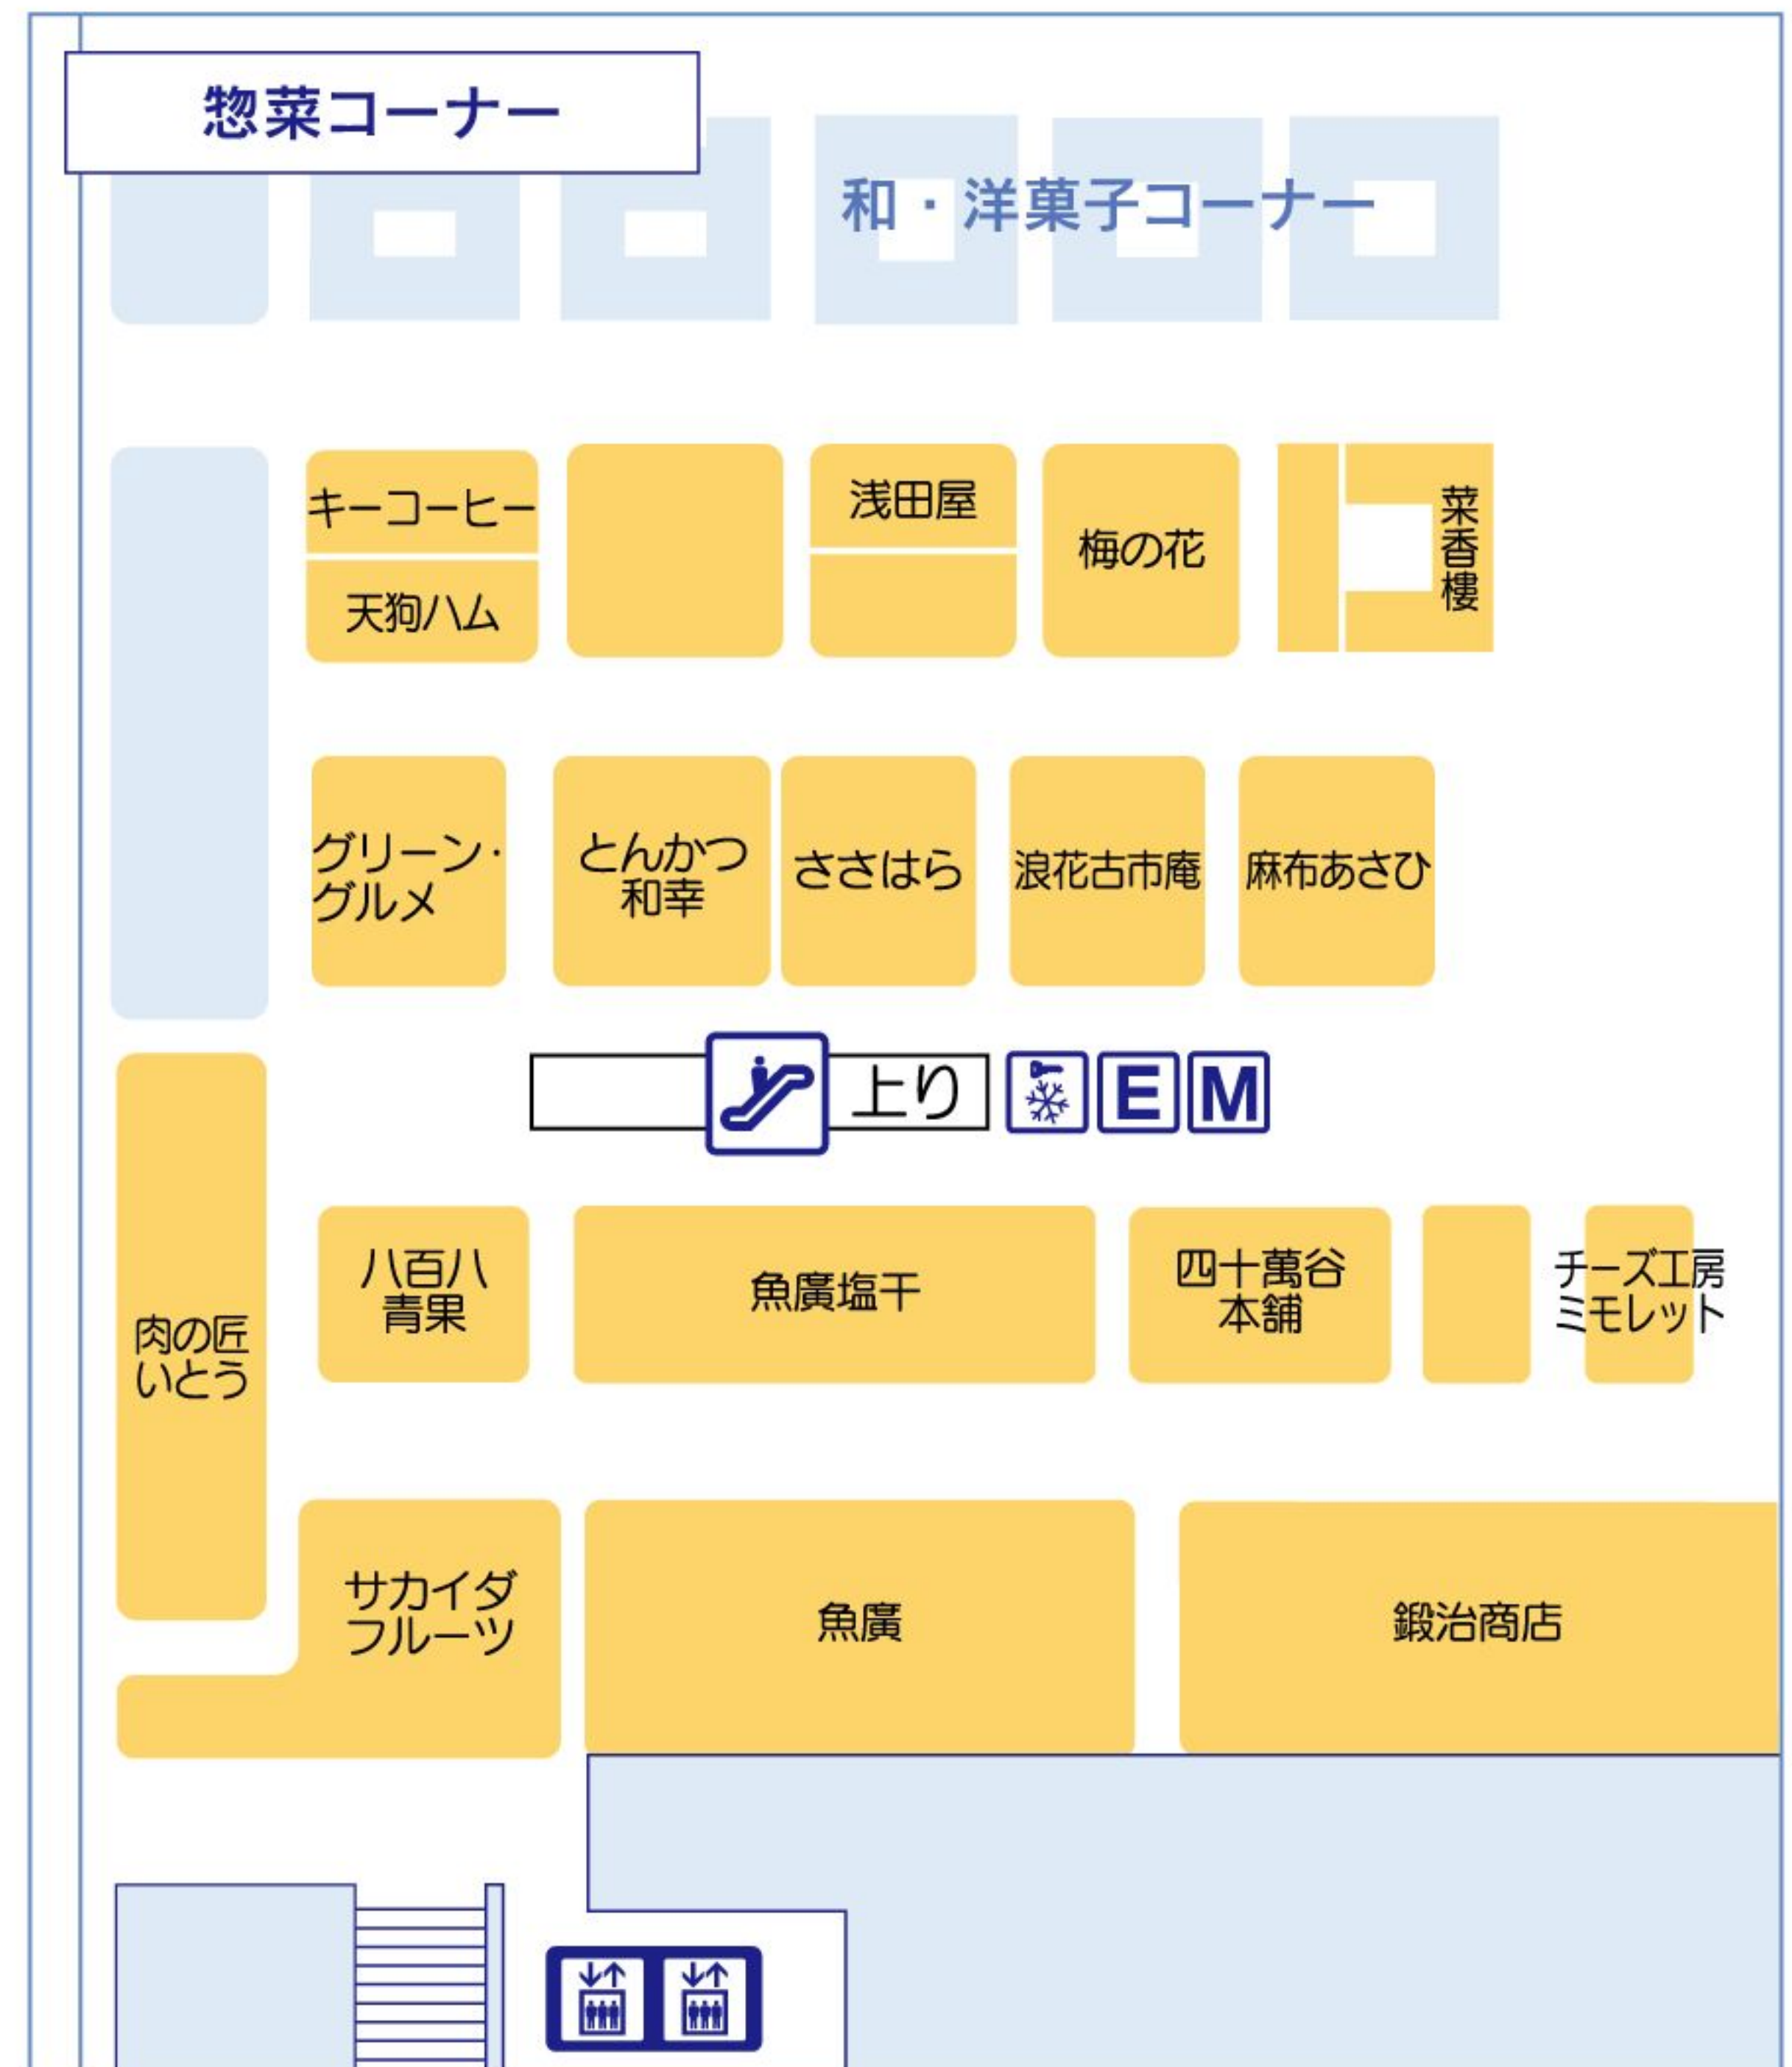 惣菜コーナー
和・洋菓子コーナー
キーコーヒー
天狗ハム
浅田屋
梅の花
菜香樓
グリーン・
グルメ
とんかつ
和幸
ささはら
浪花古市庵
麻布あさひ
上り
E
M
肉の匠
いとう
八百八
青果
魚廣塩干
四十萬谷
本舗
チーズ工房
ミモレット
サカイダ
フルーツ
魚廣
鍛治商店